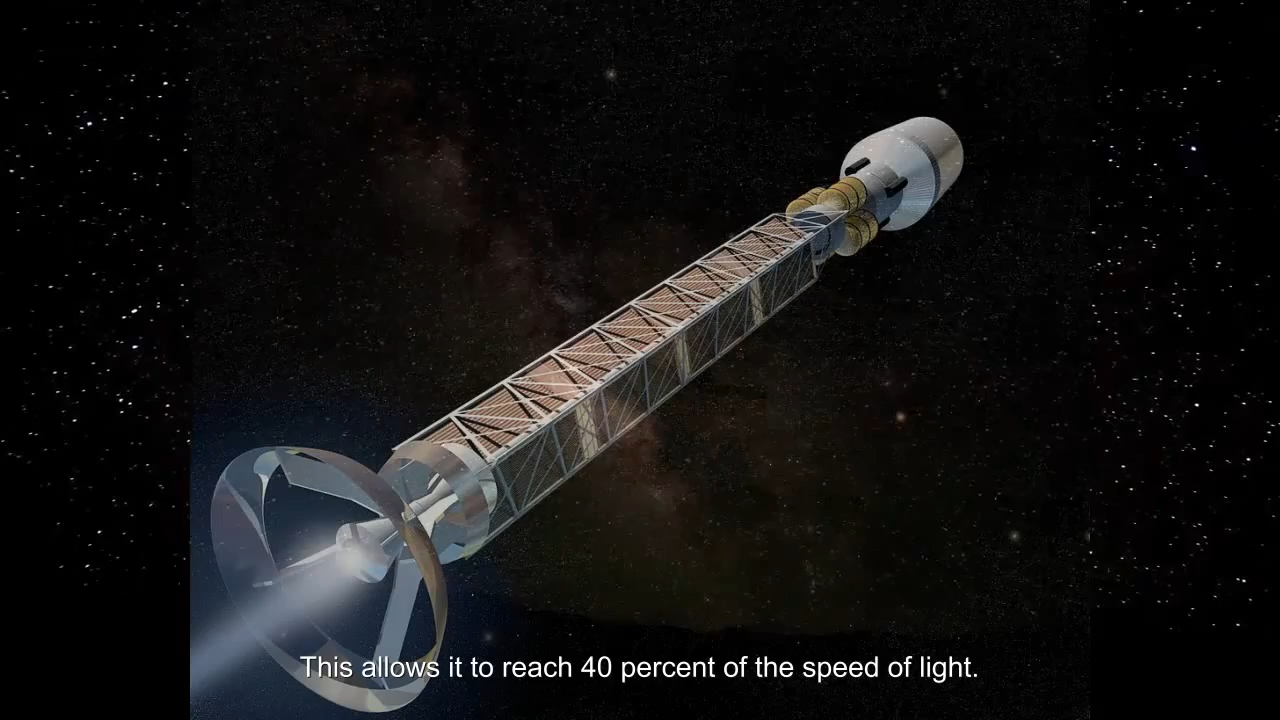 This allows it to reach 40 percent of the speed of light.